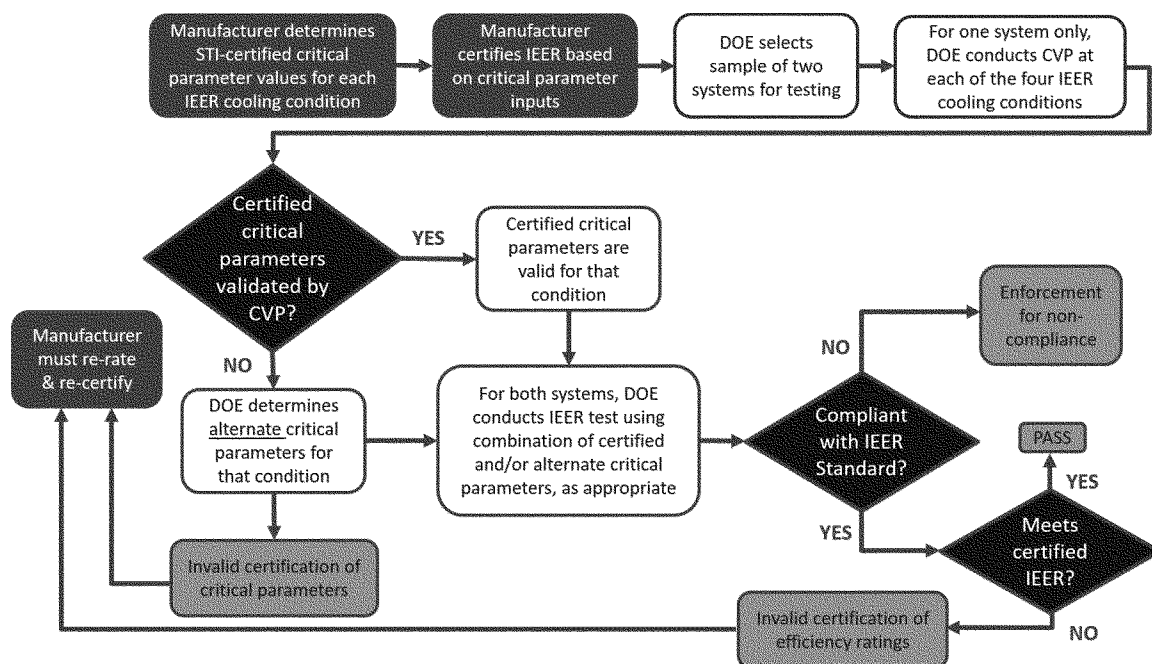 Manufacturer determines
STI-certified critical
parameter values for each
IEER cooling condition
Manufacturer
certifies IEER based
on critical parameter
inputs
DOE selects
sample of two
systems for testing
For one system only,
DOE conducts CVP at
each of the four IEER
cooling conditions
Certified
critical
parameters
validated by
CVP?
YES
Certified critical
parameters are
valid for that
condition
Enforcement
for non-
compliance
Manufacturer
must re-rate
& re-certify
NO
DOE determines
alternate critical
parameters for
that condition
For both systems, DOE
conducts IEER test using
combination of certified
and/or alternate critical
parameters, as appropriate
NO
Compliant
with IEER
Standard?
YES
PASS
YES
Meets
certified
IEER?
NO
Invalid certification of
critical parameters
Invalid certification of
efficiency ratings